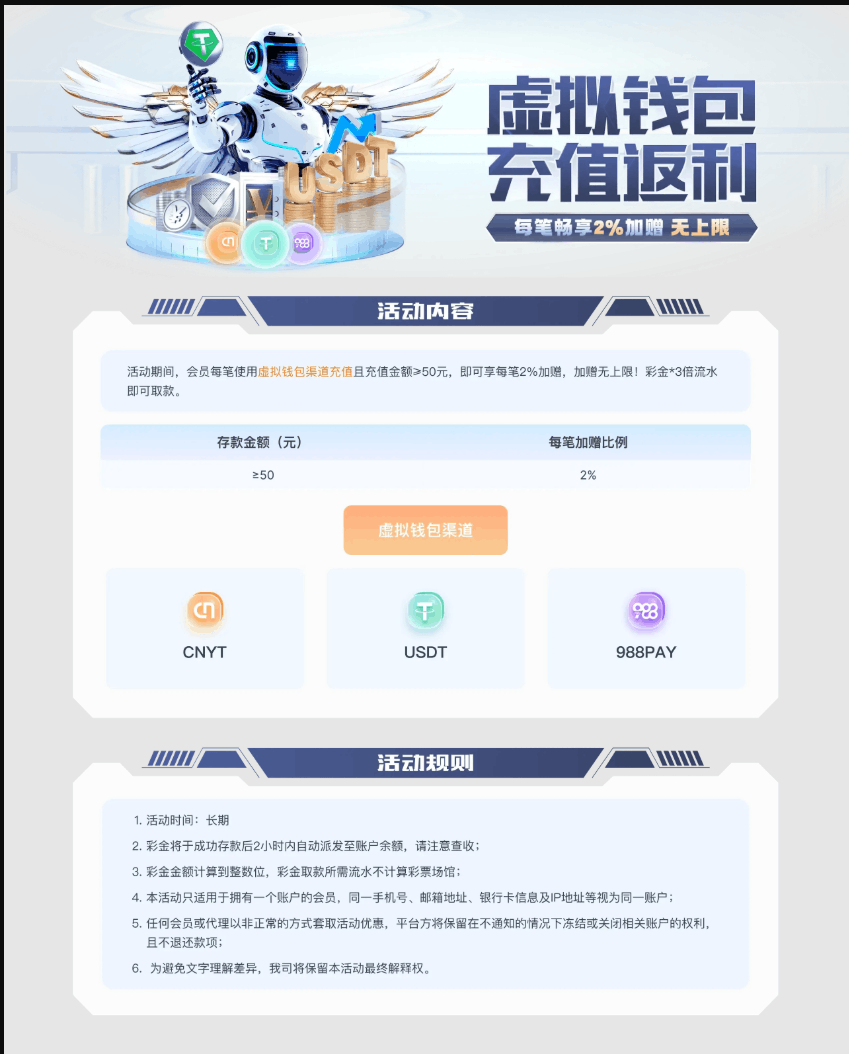 虚拟钱包
充值返利
每笔畅享2%加赠 无上限
USDT
活动内容
活动期间，会员每笔使用虚拟钱包渠道充值且充值金额≥50元，即可享每笔2%加赠，加赠无上限！彩金*3倍流水
即可取款。
存款金额（元） 每笔加赠比例
≥50 2%
虚拟钱包渠道
988
CNYT USDT 988PAY
活动规则
1. 活动时间：长期
2. 彩金将于成功存款后2小时内自动派发至账户余额，请注意查收；
3. 彩金金额计算到整数位，彩金取款所需流水不计算彩票场馆；
4. 本活动只适用于拥有一个账户的会员，同一手机号、邮箱地址、银行卡信息及IP地址等视为同一账户；
5. 任何会员或代理以非正常的方式套取活动优惠，平台方将保留在不通知的情况下冻结或关闭相关账户的权利，
且不退还款项；
6. 为避免文字理解差异，我司将保留本活动最终解释权。